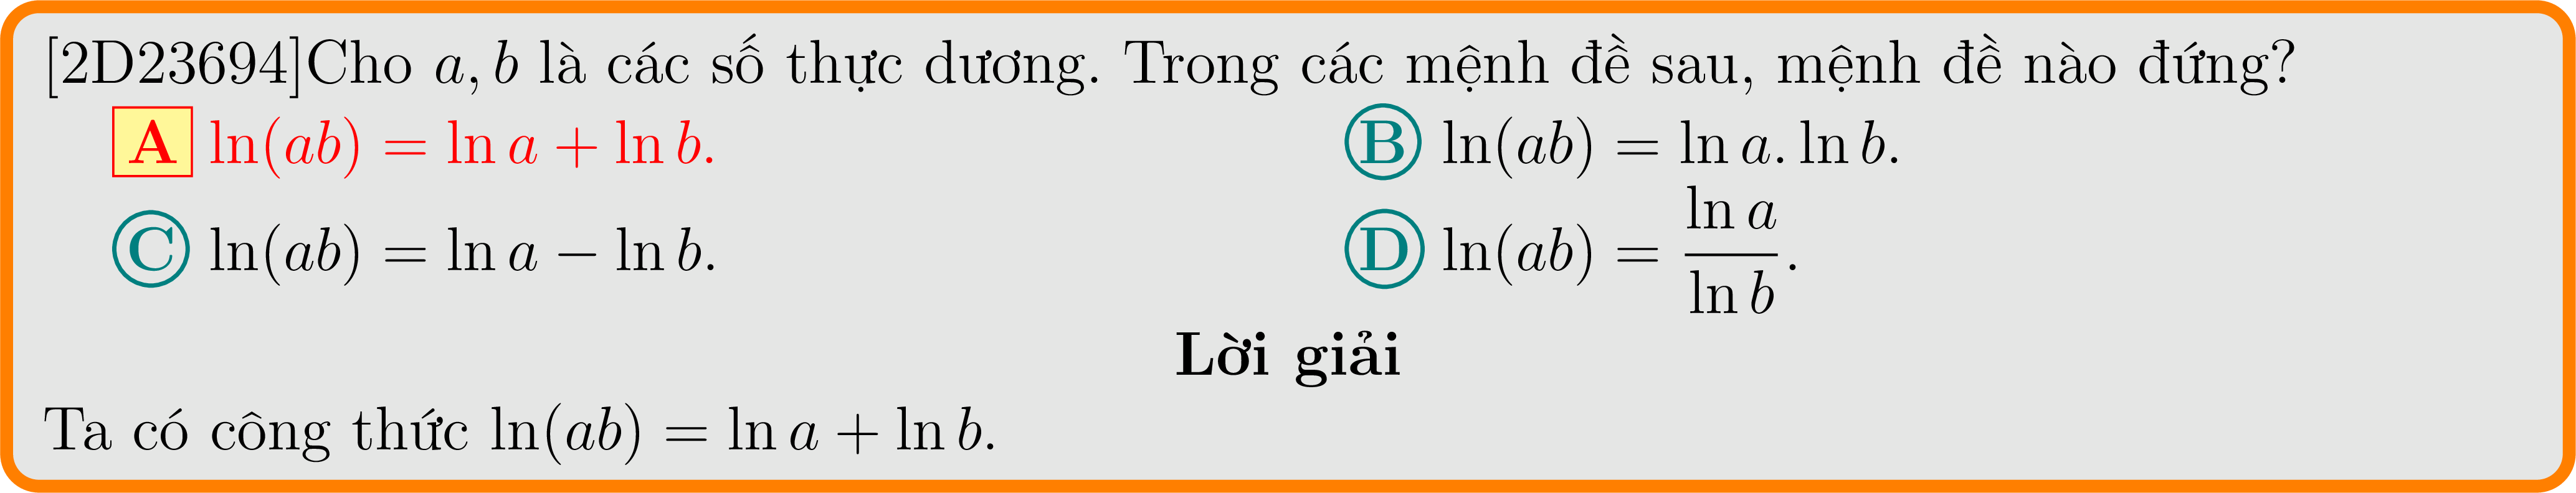 [2D23694]Cho a, b là các số thực dương. Trong các mệnh đề sau, mệnh đề nào đứng?
A ln(ab) = ln a + ln b. B ln(ab) = ln a. ln b.
C ln(ab) = ln a − ln b. D ln(ab) = \frac{ln a}{ln b}.
Lời giải
Ta có công thức ln(ab) = ln a + ln b.